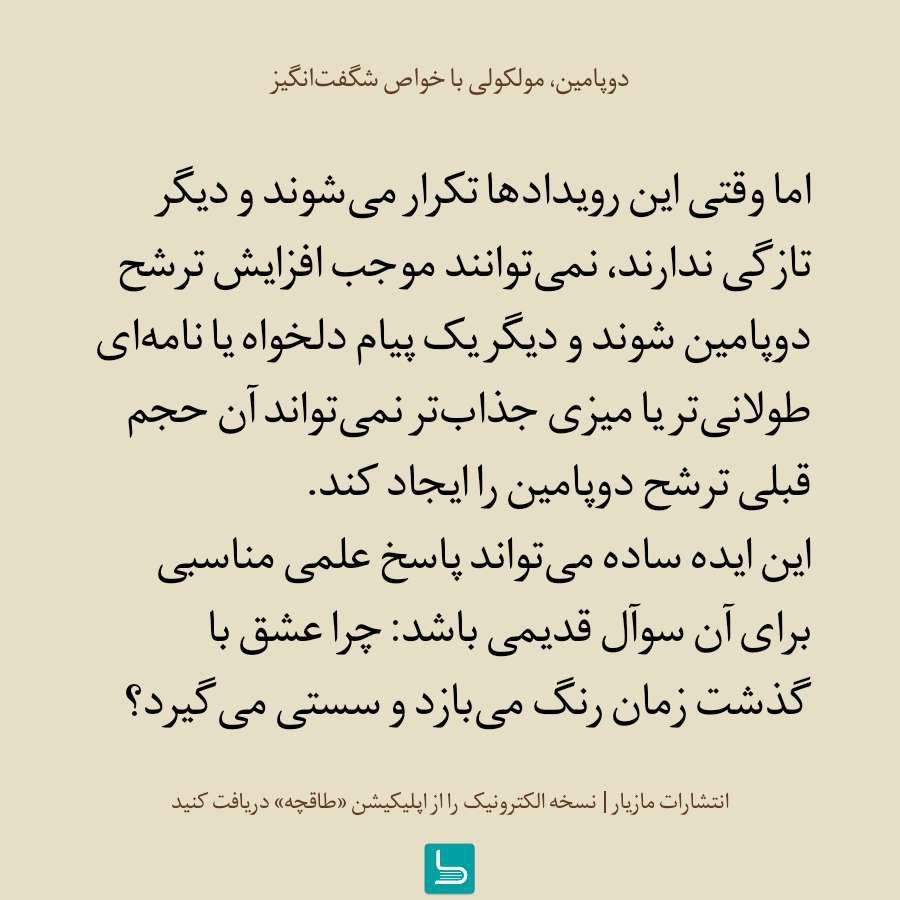 دوپامین، مولکولی با خواص شگفت‌انگیز
اما وقتی این رویدادها تکرار می‌شوند و دیگر
تازگی ندارند، نمی‌توانند موجب افزایش ترشح
دوپامین شوند و دیگر یک پیام دلخواه یا نامه‌ای
طولانی‌تر یا میزی جذاب‌تر نمی‌تواند آن حجم
قبلی ترشح دوپامین را ایجاد کند.
این ایده ساده می‌تواند پاسخ علمی مناسبی
برای آن سوآل قدیمی باشد: چرا عشق با
گذشت زمان رنگ می‌بازد و سستی می‌گیرد؟
انتشارات مازیار | نسخه الکترونیک را از اپلیکیشن «طاقچه» دریافت کنید